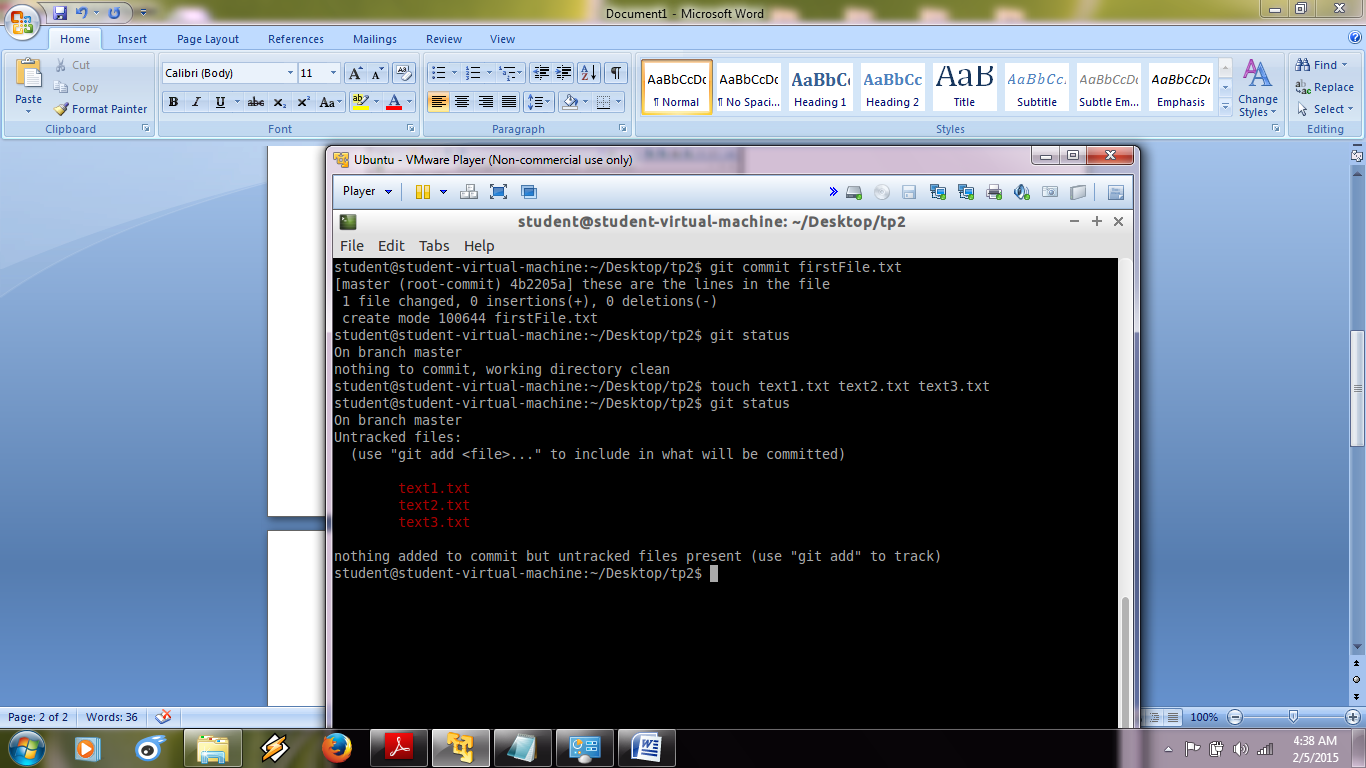 Document1 - Microsoft Word
Home Insert Page Layout References Mailings Review View
Paste
Cut
Copy
Format Painter
Clipboard
Calibri (Body) 11
B I U abc x₂ x² Aa ab A
Font
Paragraph
AaBbCcDc AaBbCcDc AaBbC AaBbCc AaB AaBbCc. AaBbCcDc AaBbCcDc
¶ Normal ¶ No Spaci... Heading 1 Heading 2 Title Subtitle Subtle Em... Emphasis
Change Styles
Styles
Find
Replace
Select
Editing
Ubuntu - VMware Player (Non-commercial use only)
Player
student@student-virtual-machine: ~/Desktop/tp2
File Edit Tabs Help
student@student-virtual-machine:~/Desktop/tp2$ git commit firstFile.txt
[master (root-commit) 4b2205a] these are the lines in the file
 1 file changed, 0 insertions(+), 0 deletions(-)
 create mode 100644 firstFile.txt
student@student-virtual-machine:~/Desktop/tp2$ git status
On branch master
nothing to commit, working directory clean
student@student-virtual-machine:~/Desktop/tp2$ touch text1.txt text2.txt text3.txt
student@student-virtual-machine:~/Desktop/tp2$ git status
On branch master
Untracked files:
  (use "git add <file>..." to include in what will be committed)
text1.txt
text2.txt
text3.txt
nothing added to commit but untracked files present (use "git add" to track)
student@student-virtual-machine:~/Desktop/tp2$
Page: 2 of 2 Words: 36 100%
4:38 AM
2/5/2015